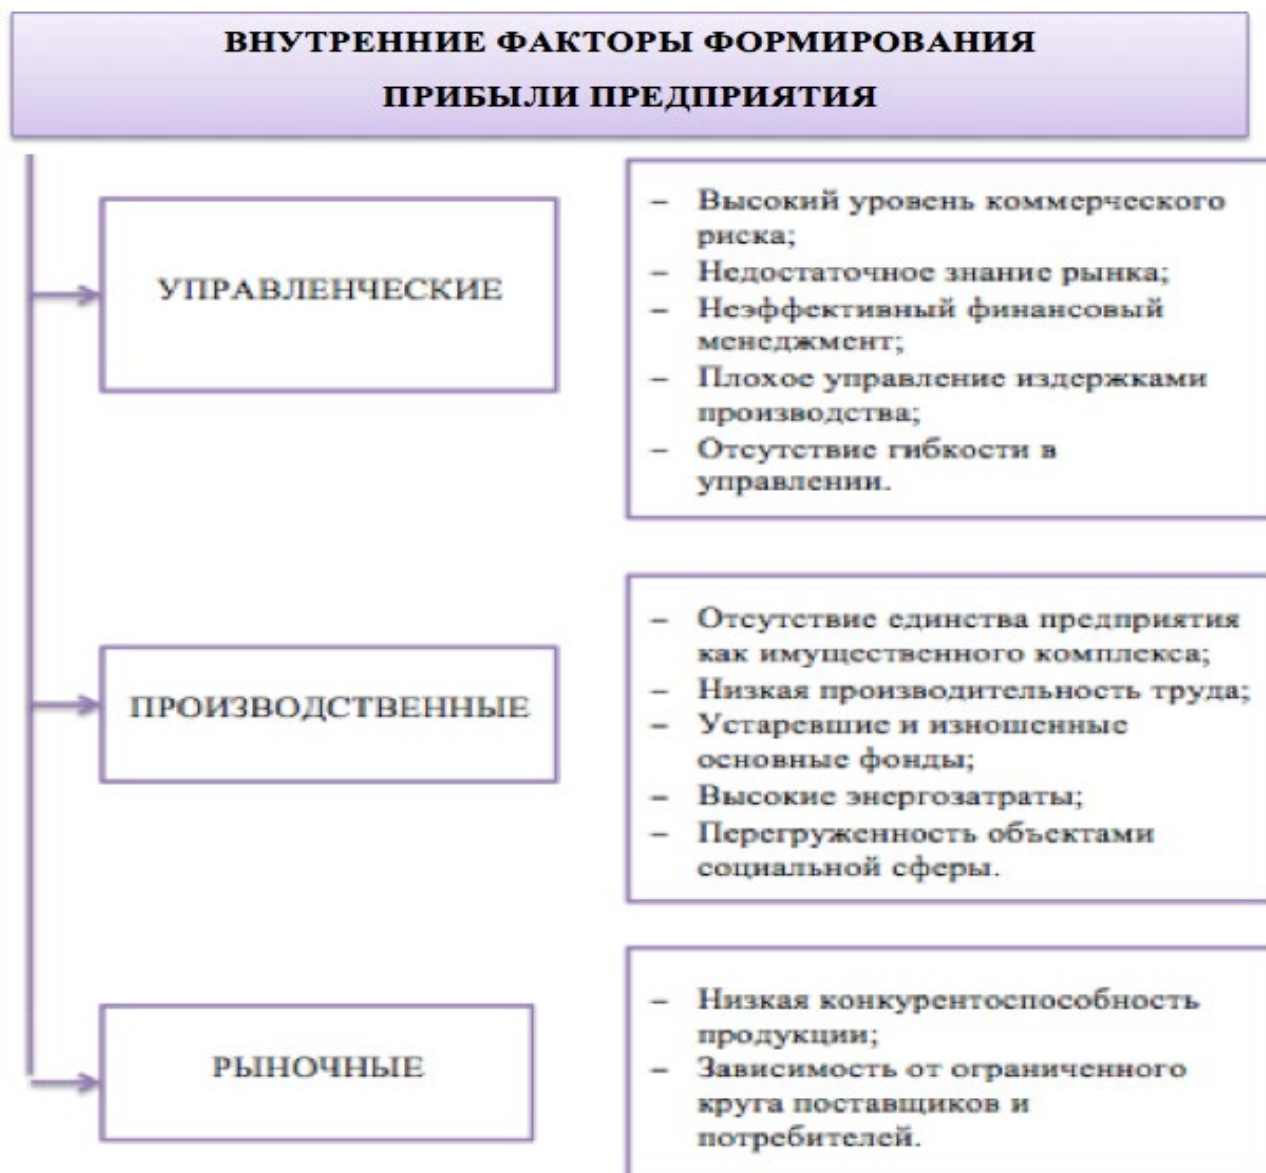 ВНУТРЕННИЕ ФАКТОРЫ ФОРМИРОВАНИЯ
ПРИБЫЛИ ПРЕДПРИЯТИЯ
УПРАВЛЕНЧЕСКИЕ
– Высокий уровень коммерческого
риска;
– Недостаточное знание рынка;
– Неэффективный финансовый
менеджмент;
– Плохое управление издержками
производства;
– Отсутствие гибкости в
управлении.
ПРОИЗВОДСТВЕННЫЕ
– Отсутствие единства предприятия
как имущественного комплекса;
– Низкая производительность труда;
– Устаревшие и изношенные
основные фонды;
– Высокие энергозатраты;
– Перегруженность объектами
социальной сферы.
РЫНОЧНЫЕ
– Низкая конкурентоспособность
продукции;
– Зависимость от ограниченного
круга поставщиков и
потребителей.